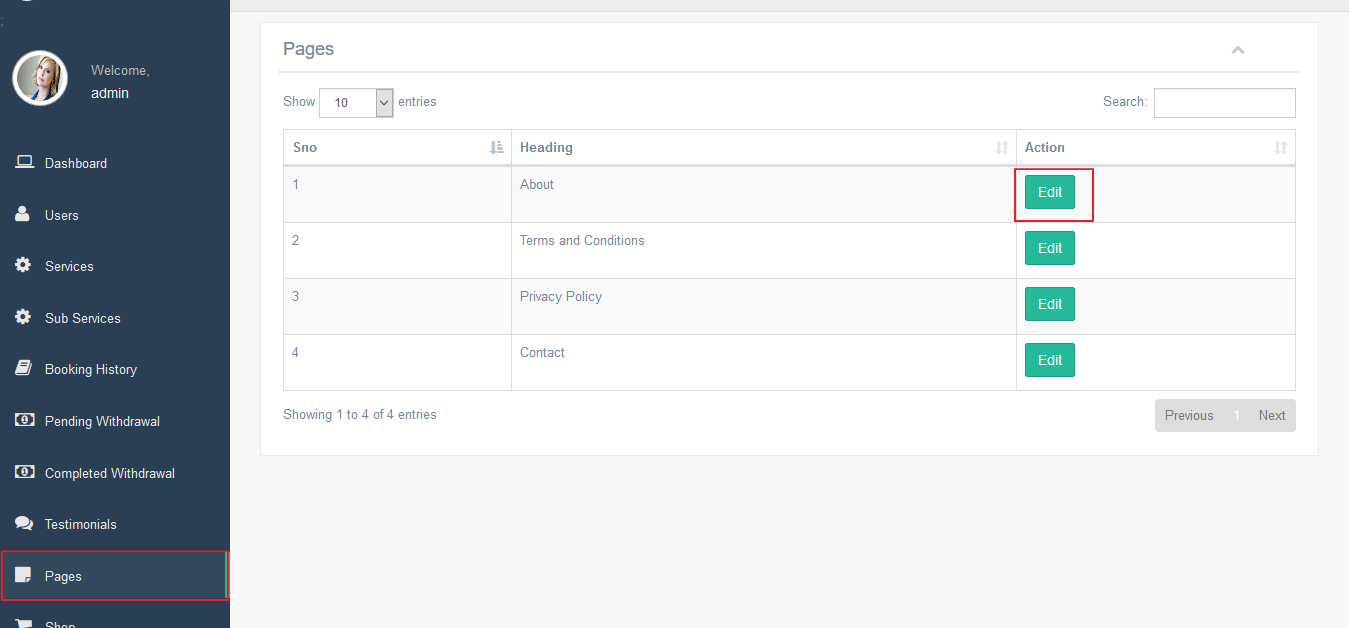 ;
Welcome,
admin
Dashboard
Users
Services
Sub Services
Booking History
Pending Withdrawal
Completed Withdrawal
Testimonials
Pages
Shop
Pages
Show 10 entries
Search:
Sno Heading Action
1 About Edit
2 Terms and Conditions Edit
3 Privacy Policy Edit
4 Contact Edit
Showing 1 to 4 of 4 entries
Previous 1 Next